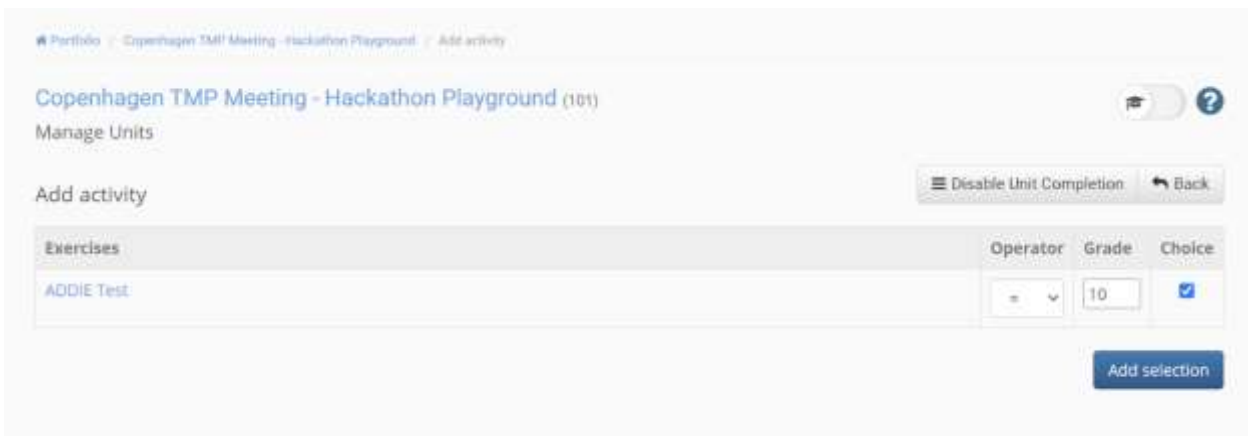 Portfolio / Copenhagen TMP Meeting - Hackathon Playground / Add activity
Copenhagen TMP Meeting - Hackathon Playground (101)
Manage Units
Add activity
Disable Unit Completion Back
Exercises Operator Grade Choice
ADDIE Test = 10
Add selection